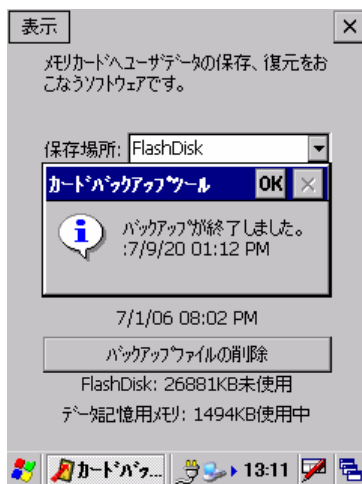 表示
メモリカードへユーザデータの保存、復元をお
こなうソフトウェアです。
保存場所: FlashDisk
カードバックアップツール OK
バックアップが終了しました。
:7/9/20 01:12 PM
7/1/06 08:02 PM
バックアップファイルの削除
FlashDisk: 26881KB未使用
データ記憶用メモリ: 1494KB使用中
カードバッ... 13:11